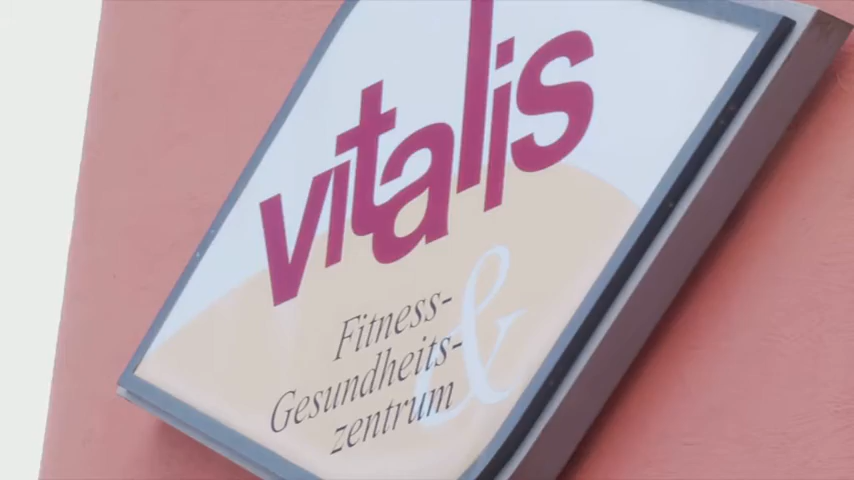 vitalis
Fitness-
&
Gesundheits-
zentrum